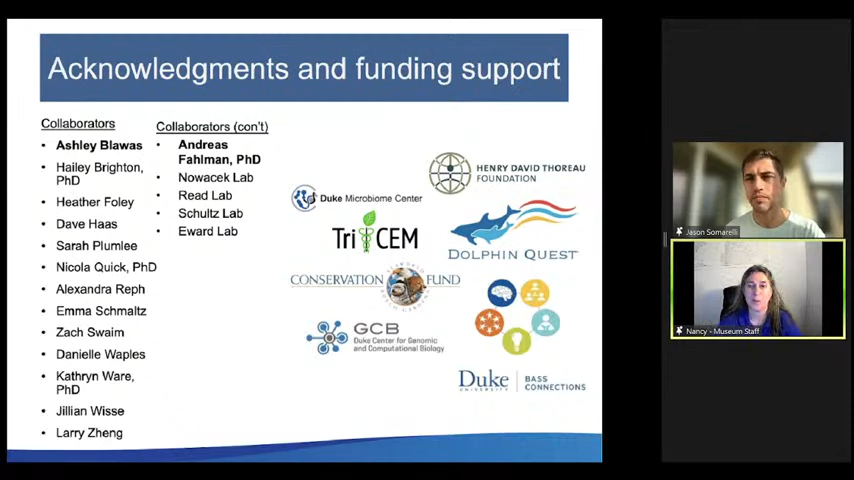 Acknowledgments and funding support
Collaborators
• Ashley Blawas
• Hailey Brighton,
PhD
• Heather Foley
• Dave Haas
• Sarah Plumlee
• Nicola Quick, PhD
• Alexandra Reph
• Emma Schmaltz
• Zach Swaim
• Danielle Waples
• Kathryn Ware,
PhD
• Jillian Wisse
• Larry Zheng
Collaborators (con't)
• Andreas
Fahlman, PhD
• Nowacek Lab
• Read Lab
• Schultz Lab
• Eward Lab
HENRY DAVID THOREAU
FOUNDATION
Duke Microbiome Center
TriCEM
DOLPHIN QUEST
CONSERVATION FUND
GCB
Duke Center for Genomic
and Computational Biology
Duke
UNIVERSITY
BASS
CONNECTIONS
Jason Somarelli
Nancy - Museum Staff